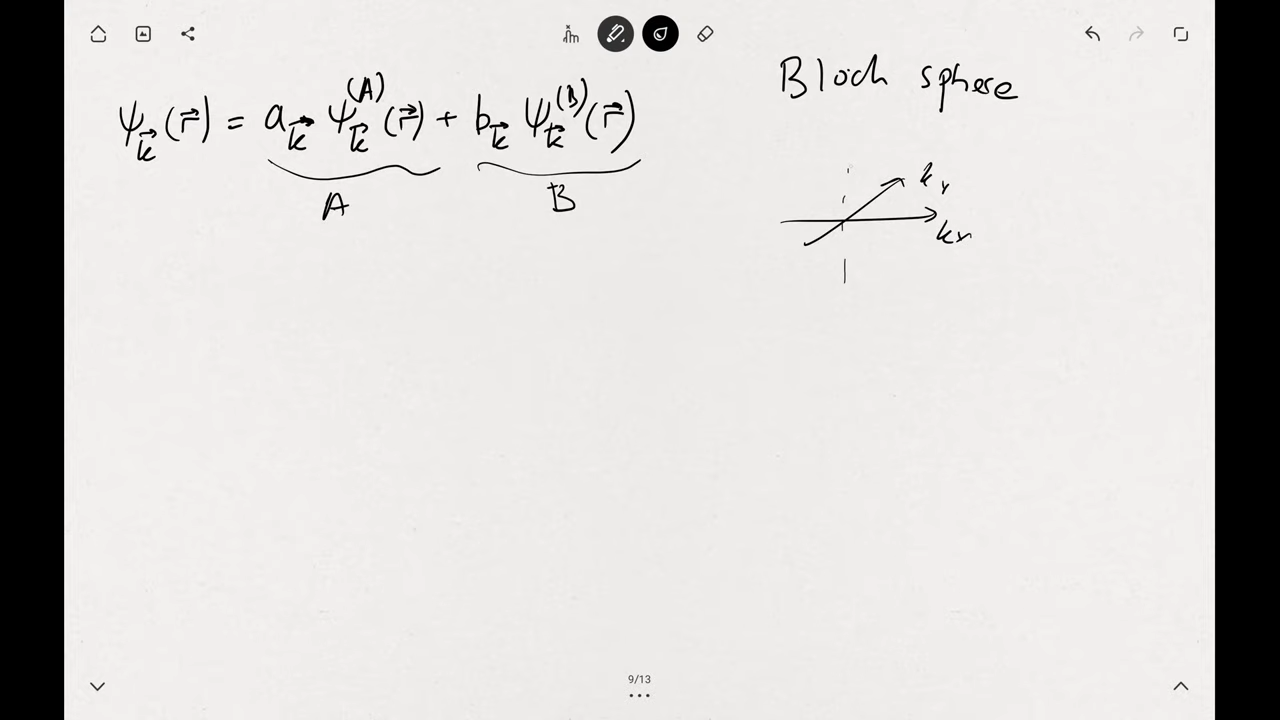 ψ_k⃗(r⃗) = a_k⃗ ψ_k⃗^(A)(r⃗) + b_k⃗ ψ_k⃗^(B)(r⃗)
A B
Bloch sphere
k_y
k_x
9/13